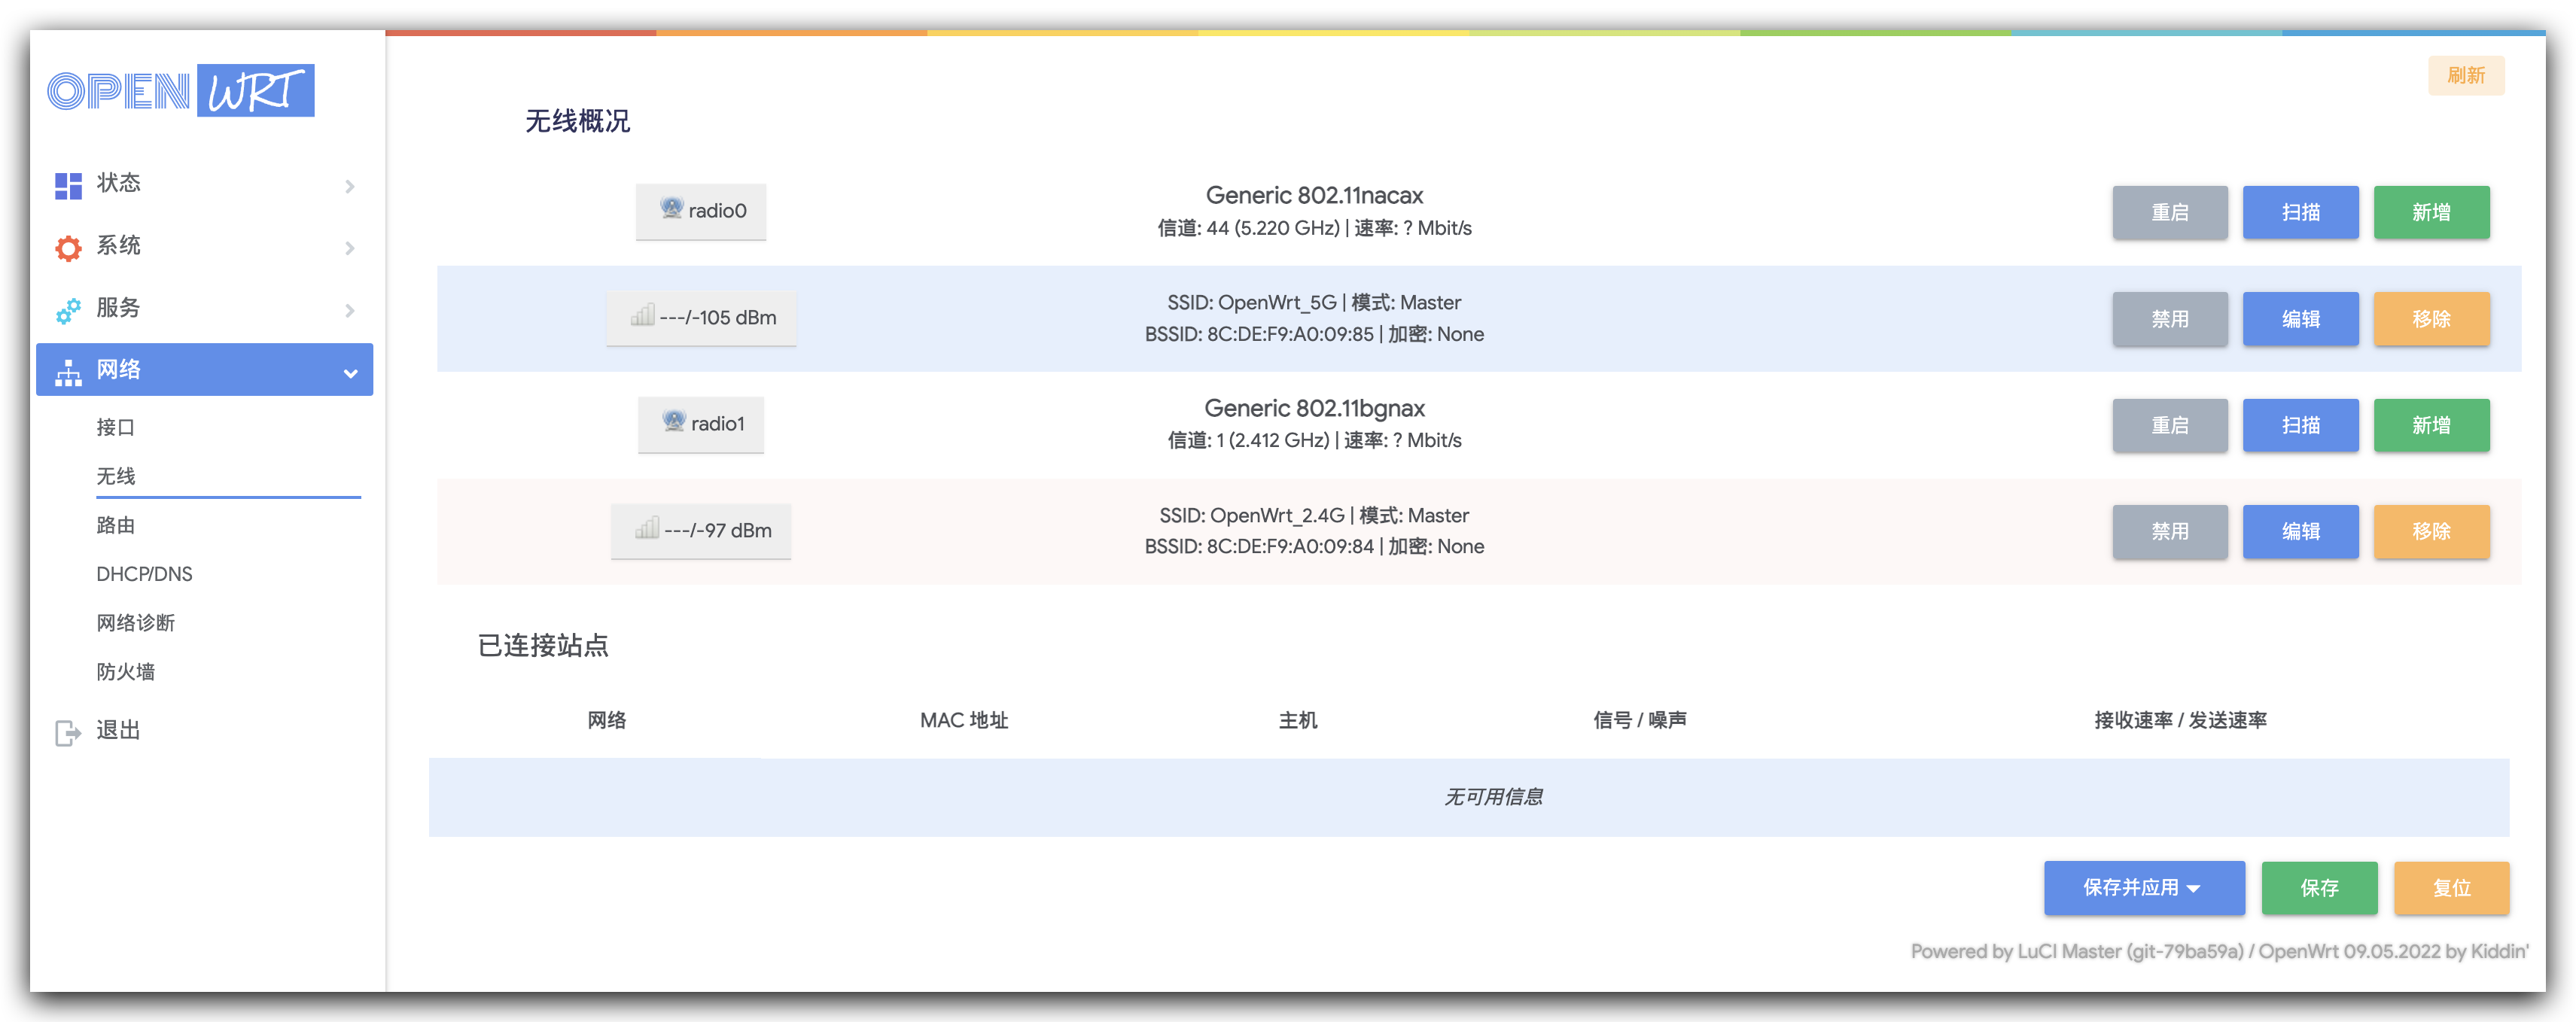 OPENWRT
状态
系统
服务
网络
接口
无线
路由
DHCP/DNS
网络诊断
防火墙
退出
刷新
无线概况
radio0
Generic 802.11nacax
信道: 44 (5.220 GHz) | 速率: ? Mbit/s
重启 扫描 新增
---/-105 dBm
SSID: OpenWrt_5G | 模式: Master
BSSID: 8C:DE:F9:A0:09:85 | 加密: None
禁用 编辑 移除
radio1
Generic 802.11bgnax
信道: 1 (2.412 GHz) | 速率: ? Mbit/s
重启 扫描 新增
---/-97 dBm
SSID: OpenWrt_2.4G | 模式: Master
BSSID: 8C:DE:F9:A0:09:84 | 加密: None
禁用 编辑 移除
已连接站点
网络 MAC 地址 主机 信号 / 噪声 接收速率 / 发送速率
无可用信息
保存并应用 保存 复位
Powered by LuCI Master (git-79ba59a) / OpenWrt 09.05.2022 by Kiddin'